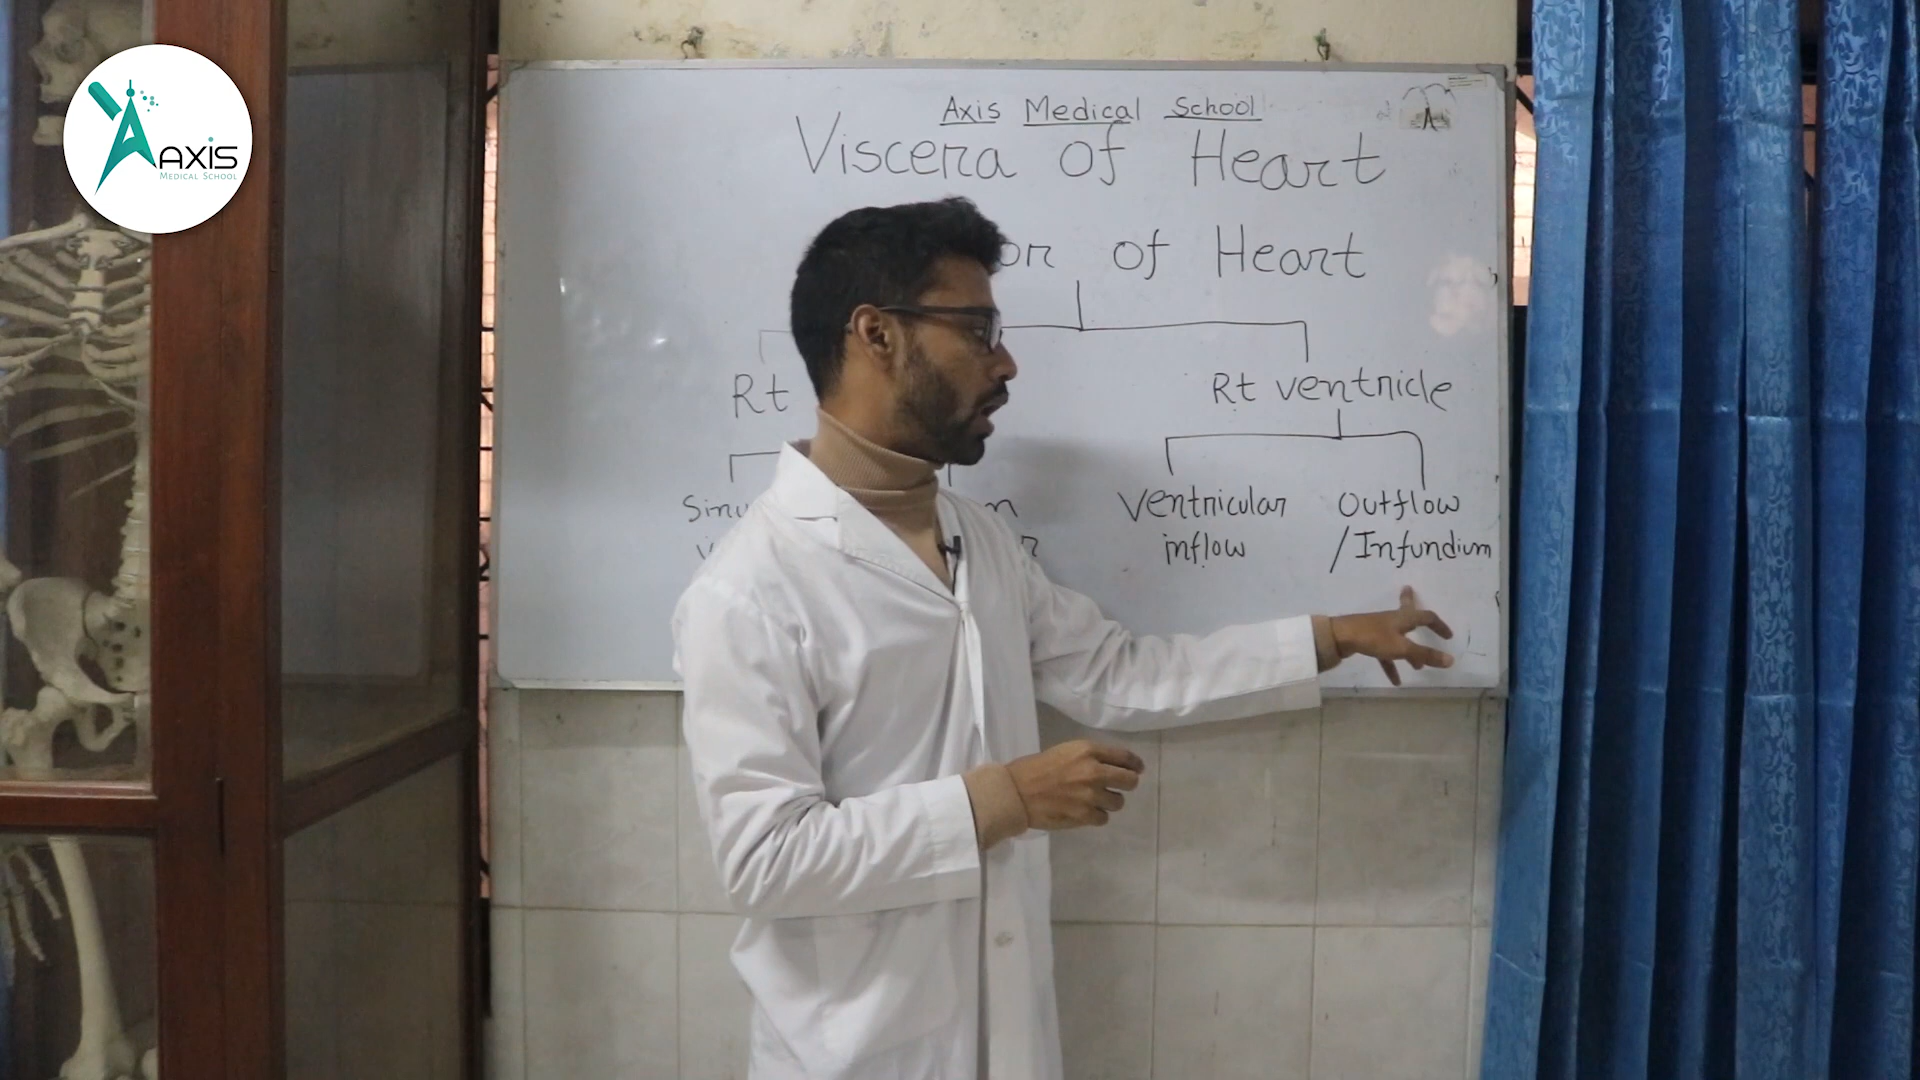 AXIS
MEDICAL SCHOOL
Axis Medical School
Viscera of Heart
of Heart
Rt
Rt ventricle
Ventricular
inflow
Outflow
/Infundium